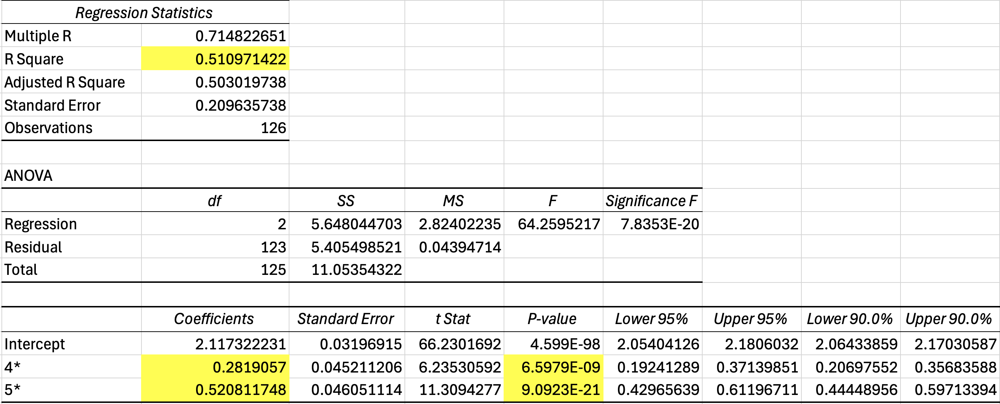 Regression Statistics
Multiple R 0.714822651
R Square 0.510971422
Adjusted R Square 0.503019738
Standard Error 0.209635738
Observations 126
ANOVA
df SS MS F Significance F
Regression 2 5.648044703 2.82402235 64.2595217 7.8353E-20
Residual 123 5.405498521 0.04394714
Total 125 11.05354322
Coefficients Standard Error t Stat P-value Lower 95% Upper 95% Lower 90.0% Upper 90.0%
Intercept 2.117322231 0.03196915 66.2301692 4.599E-98 2.05404126 2.1806032 2.06433859 2.17030587
4* 0.2819057 0.045211206 6.23530592 6.5979E-09 0.19241289 0.37139851 0.20697552 0.35683588
5* 0.520811748 0.046051114 11.3094277 9.0923E-21 0.42965639 0.61196711 0.44448956 0.59713394